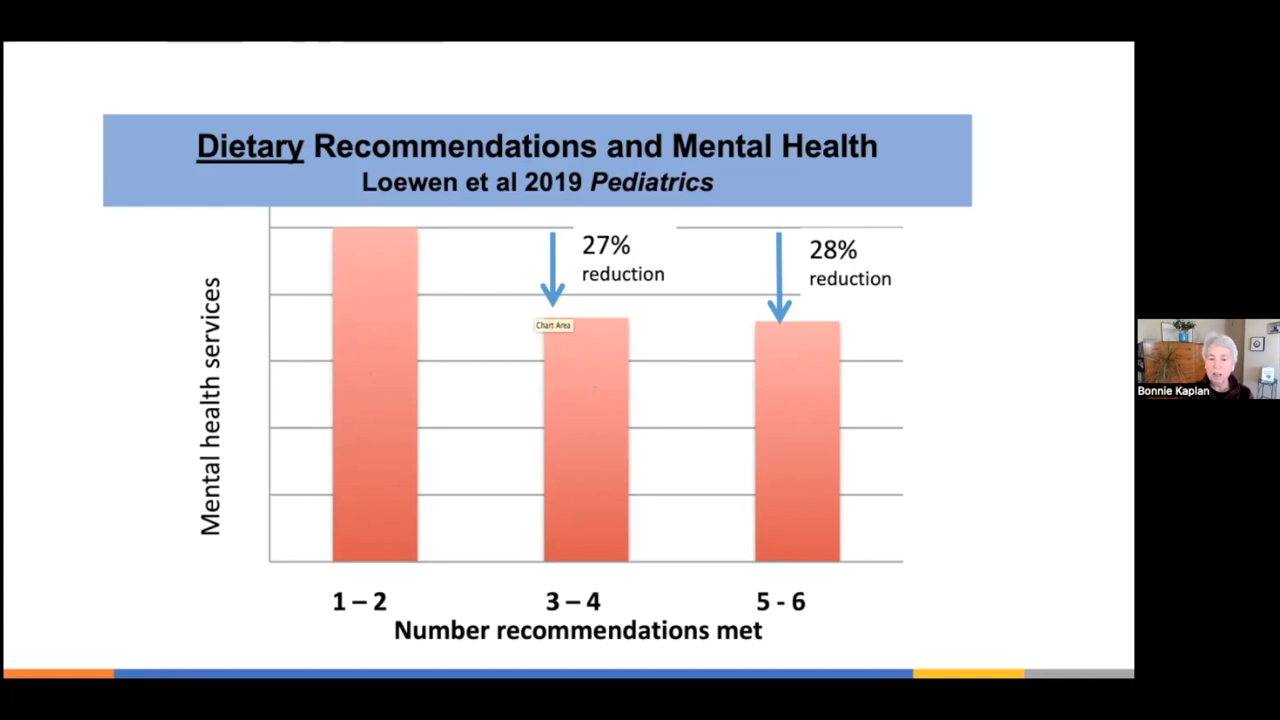 Dietary Recommendations and Mental Health
Loewen et al 2019 Pediatrics
27%
reduction
28%
reduction
Chart Area
Mental health services
1 – 2
3 – 4
5 - 6
Number recommendations met
Bonnie Kaplan